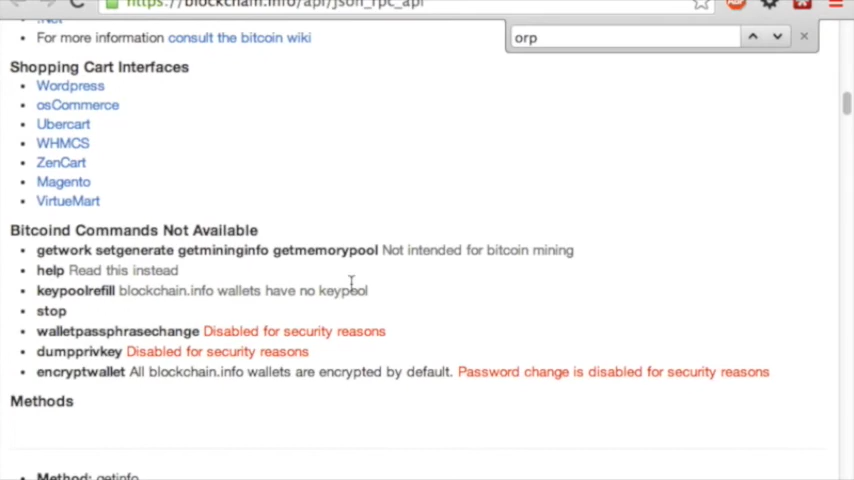 https://blockchain.info/api/json_rpc_api
orp
.Net
For more information consult the bitcoin wiki
Shopping Cart Interfaces
Wordpress
osCommerce
Ubercart
WHMCS
ZenCart
Magento
VirtueMart
Bitcoind Commands Not Available
getwork setgenerate getmininginfo getmemorypool Not intended for bitcoin mining
help Read this instead
keypoolrefill blockchain.info wallets have no keypool
stop
walletpassphrasechange Disabled for security reasons
dumpprivkey Disabled for security reasons
encryptwallet All blockchain.info wallets are encrypted by default. Password change is disabled for security reasons
Methods
Method: getinfo